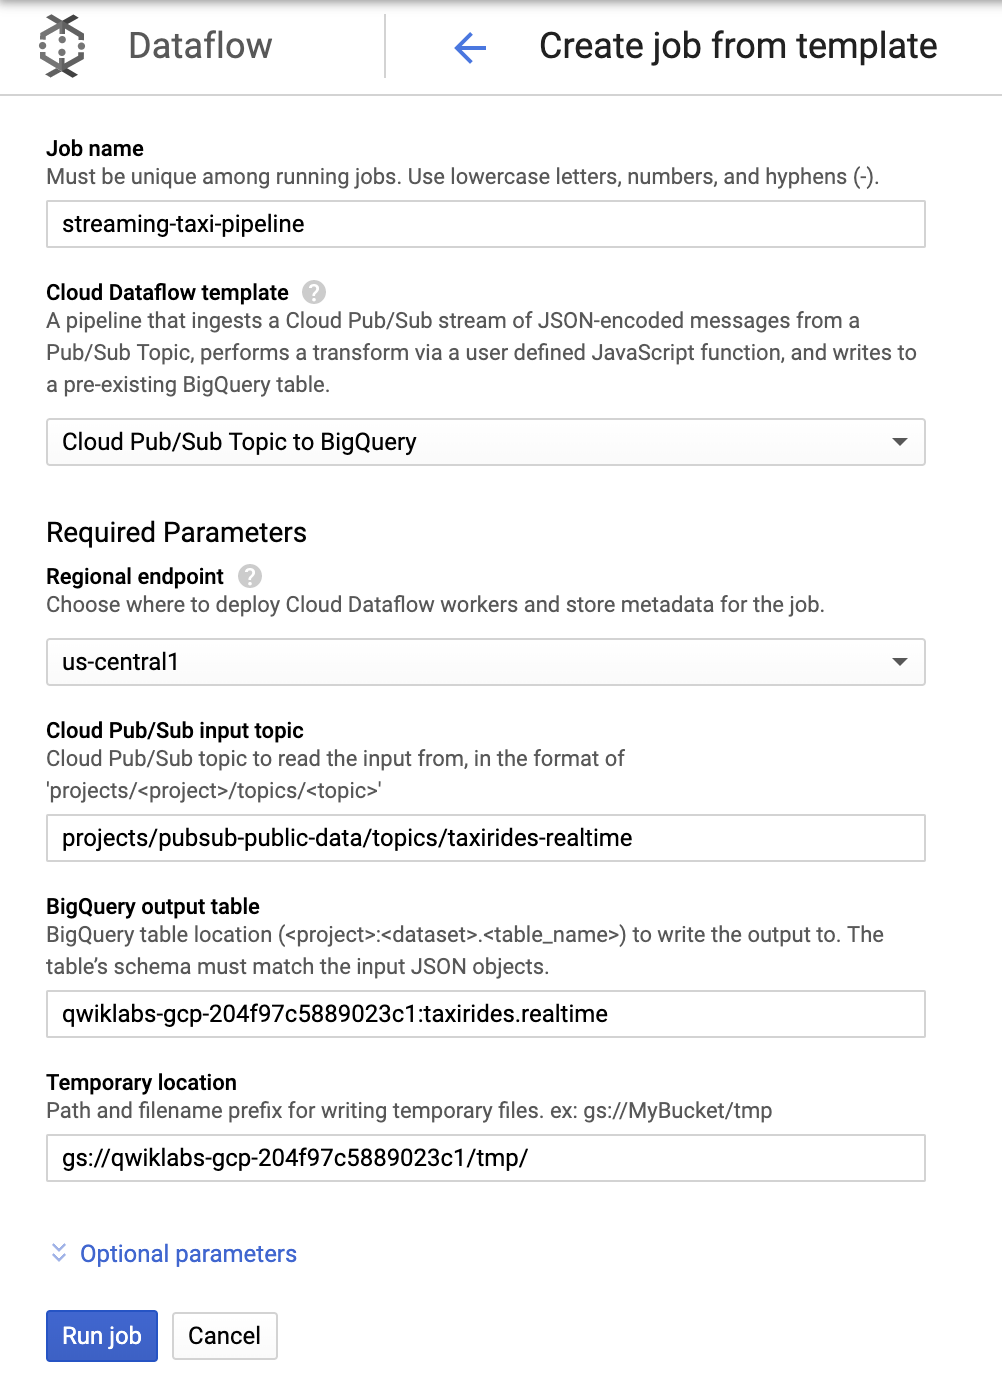 Dataflow
Create job from template
Job name
Must be unique among running jobs. Use lowercase letters, numbers, and hyphens (-).
streaming-taxi-pipeline
Cloud Dataflow template ?
A pipeline that ingests a Cloud Pub/Sub stream of JSON-encoded messages from a
Pub/Sub Topic, performs a transform via a user defined JavaScript function, and writes to
a pre-existing BigQuery table.
Cloud Pub/Sub Topic to BigQuery
Required Parameters
Regional endpoint ?
Choose where to deploy Cloud Dataflow workers and store metadata for the job.
us-central1
Cloud Pub/Sub input topic
Cloud Pub/Sub topic to read the input from, in the format of
'projects/<project>/topics/<topic>'
projects/pubsub-public-data/topics/taxirides-realtime
BigQuery output table
BigQuery table location (<project>:<dataset>.<table_name>) to write the output to. The
table’s schema must match the input JSON objects.
qwiklabs-gcp-204f97c5889023c1:taxirides.realtime
Temporary location
Path and filename prefix for writing temporary files. ex: gs://MyBucket/tmp
gs://qwiklabs-gcp-204f97c5889023c1/tmp/
Optional parameters
Run job
Cancel